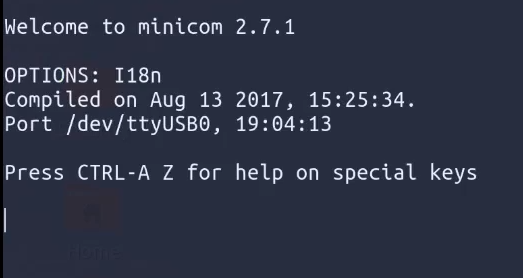 Welcome to minicom 2.7.1
OPTIONS: I18n
Compiled on Aug 13 2017, 15:25:34.
Port /dev/ttyUSB0, 19:04:13
Press CTRL-A Z for help on special keys
Home